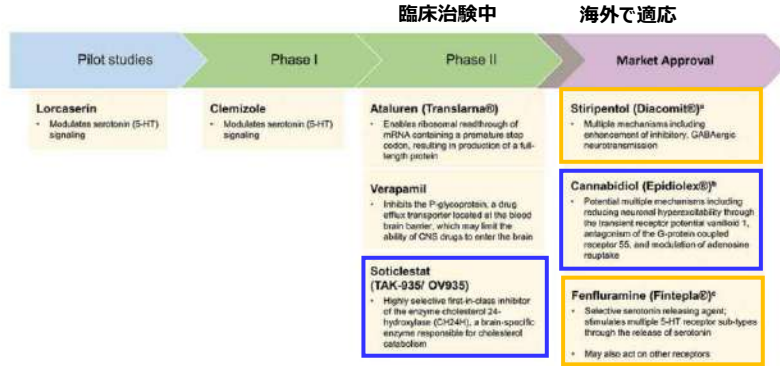 臨床治験中
海外で適応
Pilot studies
Phase I
Phase II
Market Approval
Lorcaserin
• Modulates serotonin (5-HT)
signaling
Clemizole
• Modulates serotonin (5-HT)
signaling
Ataluren (Translarna®)
• Enables ribosomal readthrough of
mRNA containing a premature stop
codon, resulting in production of a full-
length protein
Verapamil
• Inhibits the P-glycoprotein, a drug
efflux transporter located at the blood
brain barrier, which may limit the
ability of CNS drugs to enter the brain
Soticlestat
(TAK-935/ OV935)
• Highly selective first-in-class inhibitor
of the enzyme cholesterol 24-
hydroxylase (CH24H), a brain-specific
enzyme responsible for cholesterol
catabolism
Stiripentol (Diacomit®)ᵃ
• Multiple mechanisms including
enhancement of inhibitory, GABAergic
neurotransmission
Cannabidiol (Epidiolex®)ᵇ
• Potential multiple mechanisms including
reducing neuronal hyperexcitability through
the transient receptor potential vanilloid 1,
antagonism of the G-protein coupled
receptor 55, and modulation of adenosine
reuptake
Fenfluramine (Fintepla®)ᶜ
• Selective serotonin releasing agent;
stimulates multiple 5-HT receptor sub-types
through the release of serotonin
• May also act on other receptors